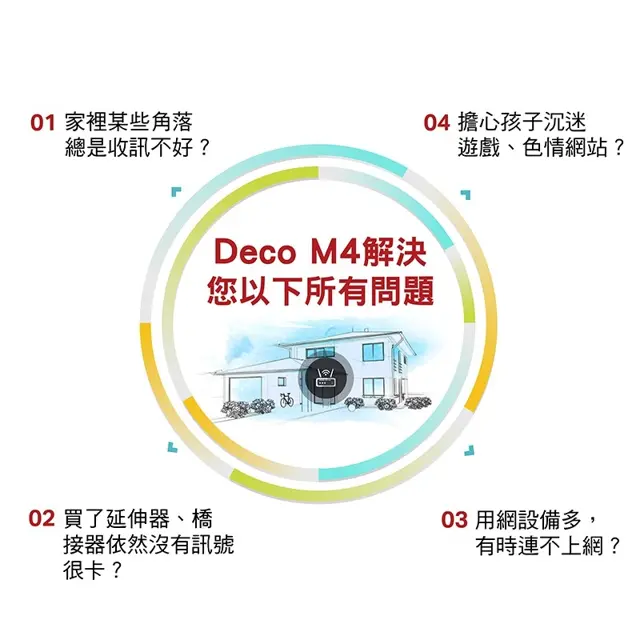 Deco M4解決
您以下所有問題
01 家裡某些角落
總是收訊不好？
02 買了延伸器、橋
接器依然沒有訊號
很卡？
03 用網設備多，
有時連不上網？
04 擔心孩子沉迷
遊戲、色情網站？